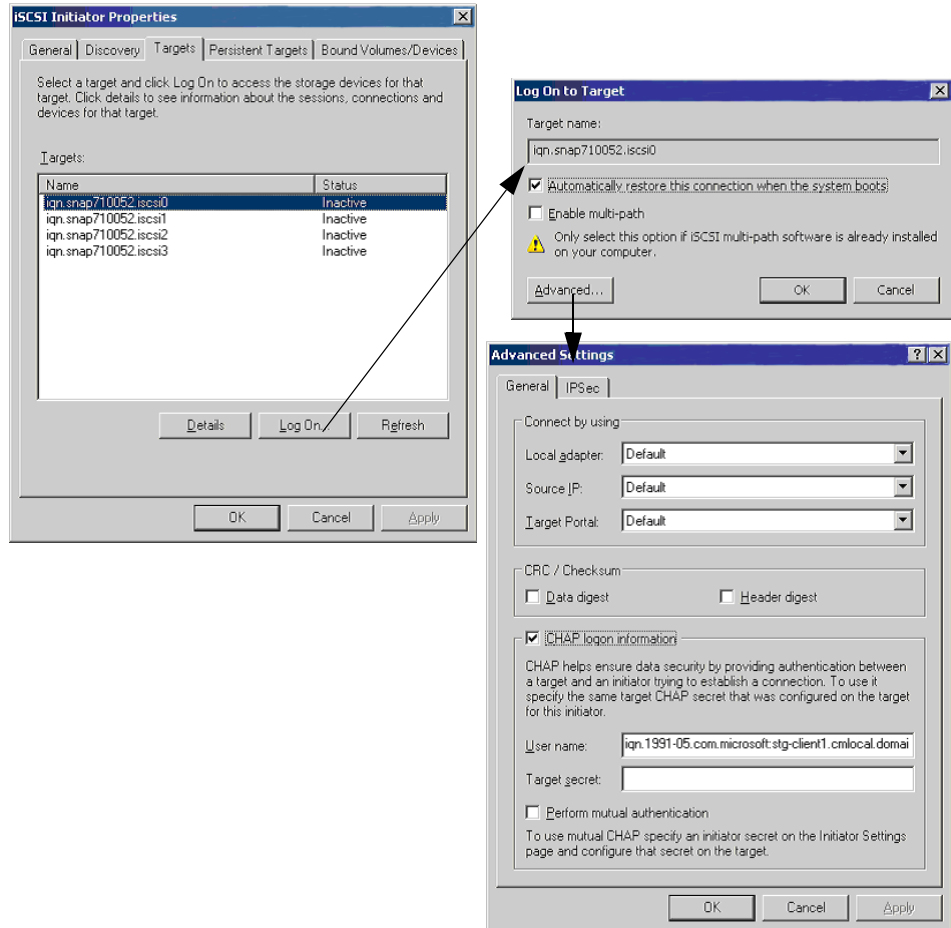 iSCSI Initiator Properties
General Discovery Targets Persistent Targets Bound Volumes/Devices
Select a target and click Log On to access the storage devices for that
target. Click details to see information about the sessions, connections and
devices for that target.
Targets:
Name Status
iqn.snap710052.iscsi0 Inactive
iqn.snap710052.iscsi1 Inactive
iqn.snap710052.iscsi2 Inactive
iqn.snap710052.iscsi3 Inactive
Details Log On... Refresh
OK Cancel Apply
Log On to Target
Target name:
iqn.snap710052.iscsi0
Automatically restore this connection when the system boots
Enable multi-path
Only select this option if iSCSI multi-path software is already installed
on your computer.
Advanced... OK Cancel
Advanced Settings
General IPSec
Connect by using
Local adapter: Default
Source IP: Default
Target Portal: Default
CRC / Checksum
Data digest Header digest
CHAP logon information
CHAP helps ensure data security by providing authentication between
a target and an initiator trying to establish a connection. To use it
specify the same target CHAP secret that was configured on the target
for this initiator.
User name: iqn.1991-05.com.microsoft:stg-client1.cmlocal.domai
Target secret:
Perform mutual authentication
To use mutual CHAP specify an initiator secret on the Initiator Settings
page and configure that secret on the target.
OK Cancel Apply